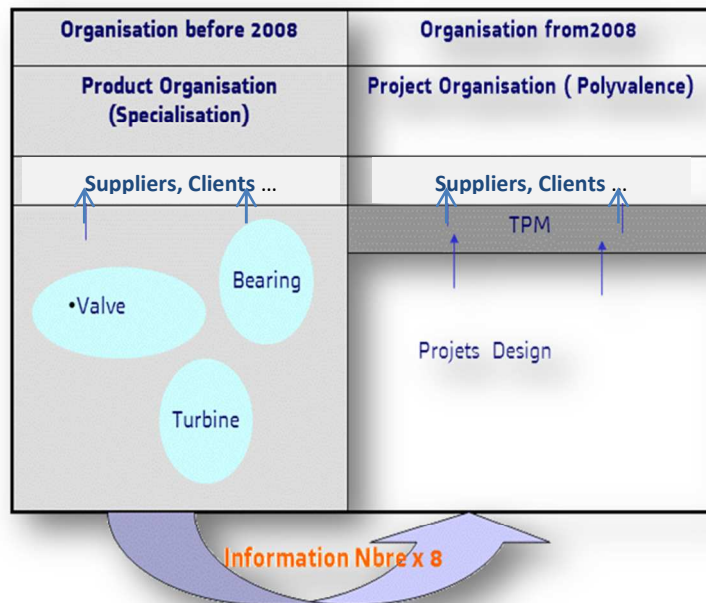 Organisation before 2008
Organisation from2008
Product Organisation
(Specialisation)
Project Organisation ( Polyvalence)
Suppliers, Clients ...
Suppliers, Clients ...
TPM
Bearing
•Valve
Projets Design
Turbine
Information Nbre x 8